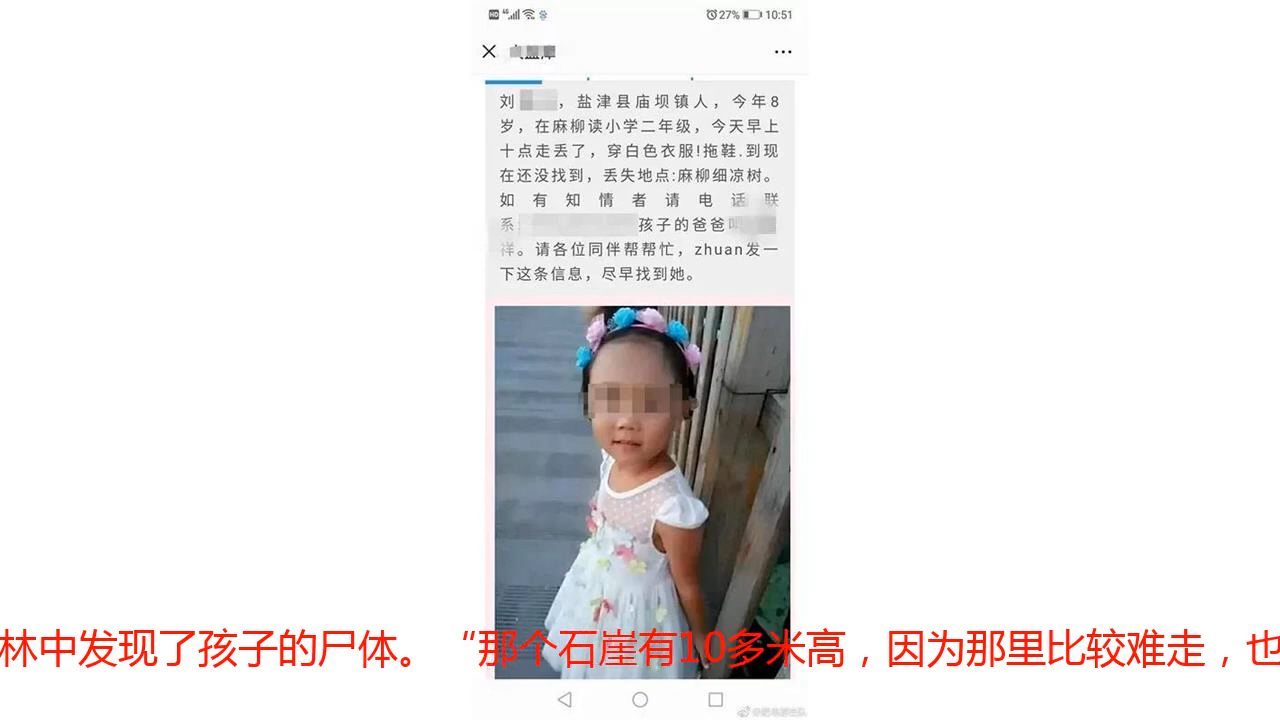 HD 4G 27% 10:51
刘 ，盐津县庙坝镇人，今年8
岁，在麻柳读小学二年级，今天早上
十点走丢了，穿白色衣服!拖鞋.到现
在还没找到，丢失地点:麻柳细凉树。
如有知情者请电话联
系: 孩子的爸爸叫
祥。请各位同伴帮帮忙，zhuan发一
下这条信息，尽早找到她。
林中发现了孩子的尸体。“那个石崖有10多米高，因为那里比较难走，也